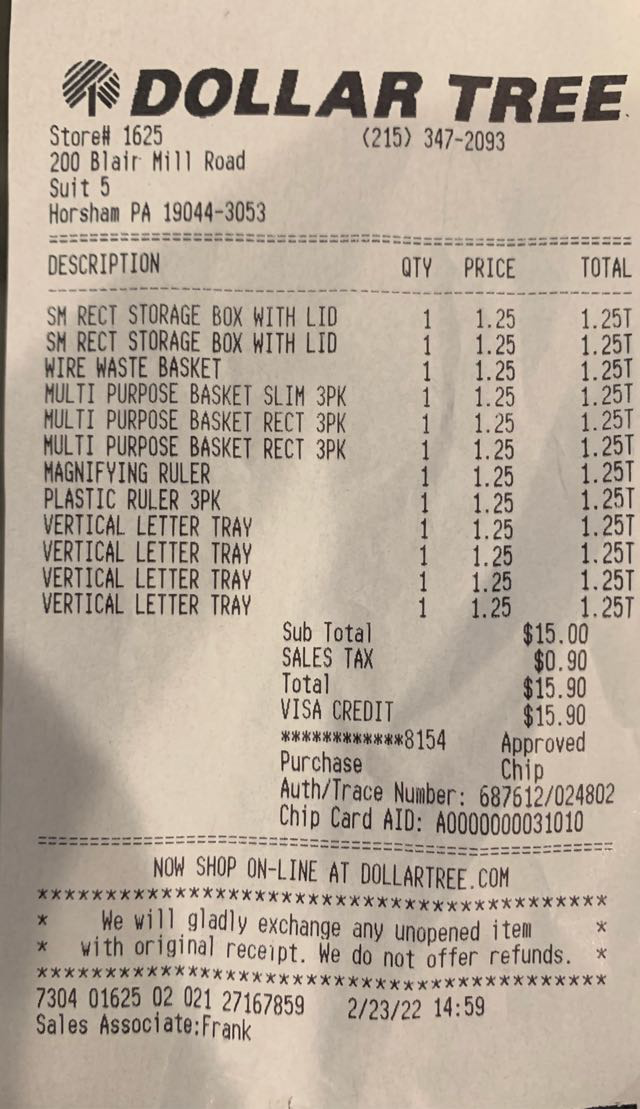 DOLLAR TREE
Store# 1625 (215) 347-2093
200 Blair Mill Road
Suit 5
Horsham PA 19044-3053
================================================
DESCRIPTION QTY PRICE TOTAL
------------------------------------------------
SM RECT STORAGE BOX WITH LID 1 1.25 1.25T
SM RECT STORAGE BOX WITH LID 1 1.25 1.25T
WIRE WASTE BASKET 1 1.25 1.25T
MULTI PURPOSE BASKET SLIM 3PK 1 1.25 1.25T
MULTI PURPOSE BASKET RECT 3PK 1 1.25 1.25T
MULTI PURPOSE BASKET RECT 3PK 1 1.25 1.25T
MAGNIFYING RULER 1 1.25 1.25T
PLASTIC RULER 3PK 1 1.25 1.25T
VERTICAL LETTER TRAY 1 1.25 1.25T
VERTICAL LETTER TRAY 1 1.25 1.25T
VERTICAL LETTER TRAY 1 1.25 1.25T
VERTICAL LETTER TRAY 1 1.25 1.25T
Sub Total $15.00
SALES TAX $0.90
Total $15.90
VISA CREDIT $15.90
************8154 Approved
Purchase Chip
Auth/Trace Number: 687612/024802
Chip Card AID: A0000000031010
================================================
NOW SHOP ON-LINE AT DOLLARTREE.COM
************************************************
* We will gladly exchange any unopened item *
* with original receipt. We do not offer refunds. *
************************************************
7304 01625 02 021 27167859 2/23/22 14:59
Sales Associate:Frank